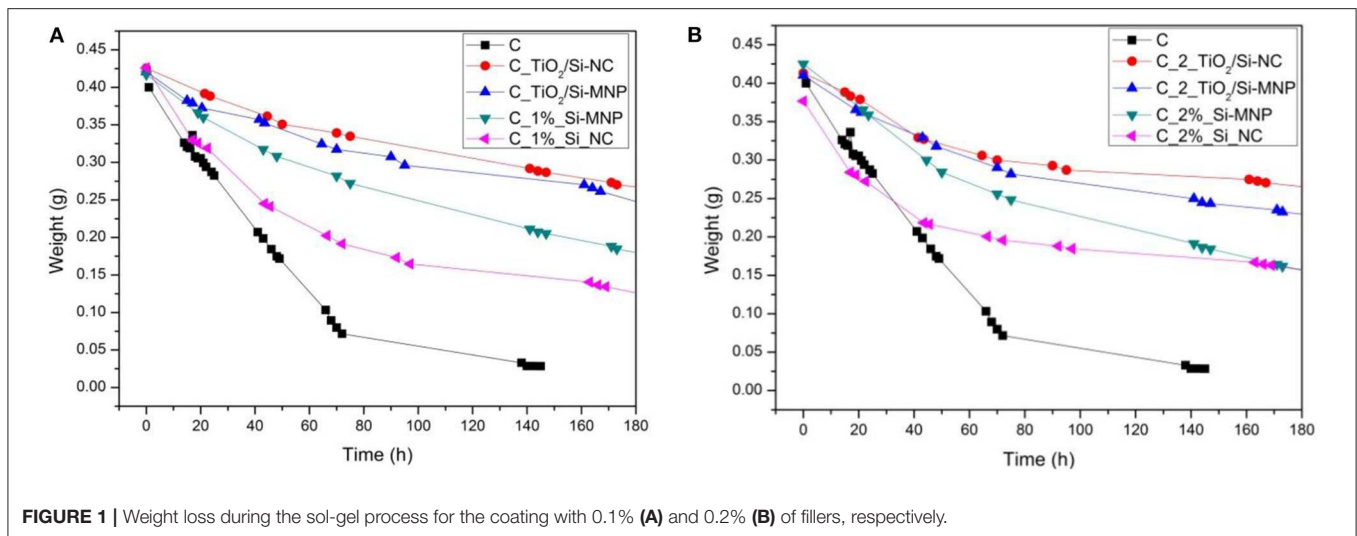 A
0.45
0.40
0.35
0.30
0.25
0.20
0.15
0.10
0.05
0.00
Weight (g)
C
C_TiO₂/Si-NC
C_TiO₂/Si-MNP
C_1%_Si-MNP
C_1%_Si_NC
0 20 40 60 80 100 120 140 160 180
Time (h)
B
0.45
0.40
0.35
0.30
0.25
0.20
0.15
0.10
0.05
0.00
Weight (g)
C
C_2_TiO₂/Si-NC
C_2_TiO₂/Si-MNP
C_2%_Si-MNP
C_2%_Si_NC
0 20 40 60 80 100 120 140 160 180
Time (h)
FIGURE 1 | Weight loss during the sol-gel process for the coating with 0.1% (A) and 0.2% (B) of fillers, respectively.